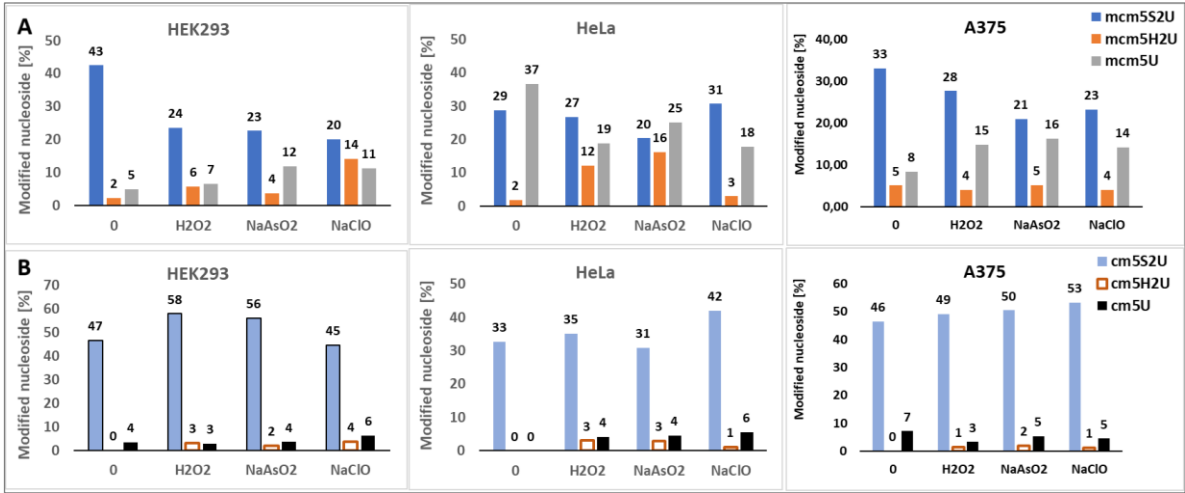 A
HEK293
Modified nucleoside [%]
50
40
30
20
10
0
43 2 5
24 6 7
23 4 12
20 14 11
0 H2O2 NaAsO2 NaClO
HeLa
Modified nucleoside [%]
50
40
30
20
10
0
29 2 37
27 12 19
20 16 25
31 3 18
0 H2O2 NaAsO2 NaClO
A375
mcm5S2U
mcm5H2U
mcm5U
Modified nucleoside [%]
40,00
30,00
20,00
10,00
0,00
33 5 8
28 4 15
21 5 16
23 4 14
0 H2O2 NaAsO2 NaClO
B
HEK293
Modified nucleoside [%]
70
60
50
40
30
20
10
0
47 0 4
58 3 3
56 2 4
45 4 6
0 H2O2 NaAsO2 NaClO
HeLa
Modified nucleoside [%]
50
40
30
20
10
0
33 0 0
35 3 4
31 3 4
42 1 6
0 H2O2 NaAsO2 NaClO
A375
cm5S2U
cm5H2U
cm5U
Modified nucleoside [%]
60
50
40
30
20
10
00
46 0 7
49 1 3
50 2 5
53 1 5
0 H2O2 NaAsO2 NaClO